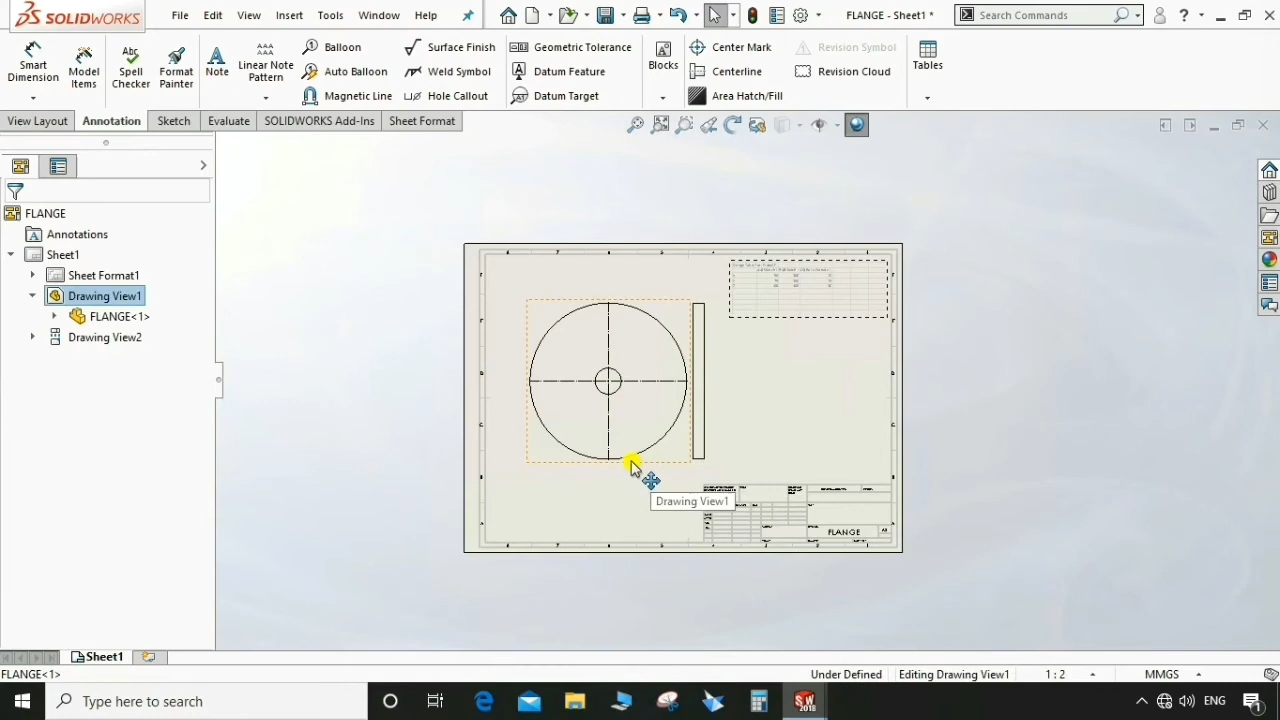 SOLIDWORKS
File Edit View Insert Tools Window Help
FLANGE - Sheet1 *
Search Commands
Smart Dimension
Model Items
Abc
Spell Checker
Format Painter
Note
Linear Note Pattern
Balloon
Auto Balloon
Magnetic Line
Surface Finish
Weld Symbol
Hole Callout
Geometric Tolerance
Datum Feature
Datum Target
Blocks
Center Mark
Centerline
Area Hatch/Fill
Revision Symbol
Revision Cloud
Tables
View Layout Annotation Sketch Evaluate SOLIDWORKS Add-Ins Sheet Format
FLANGE
Annotations
Sheet1
Sheet Format1
Drawing View1
FLANGE<1>
Drawing View2
Drawing View1
FLANGE
Sheet1
FLANGE<1>
Under Defined Editing Drawing View1 1 : 2 MMGS
Type here to search
SW 2018
ENG